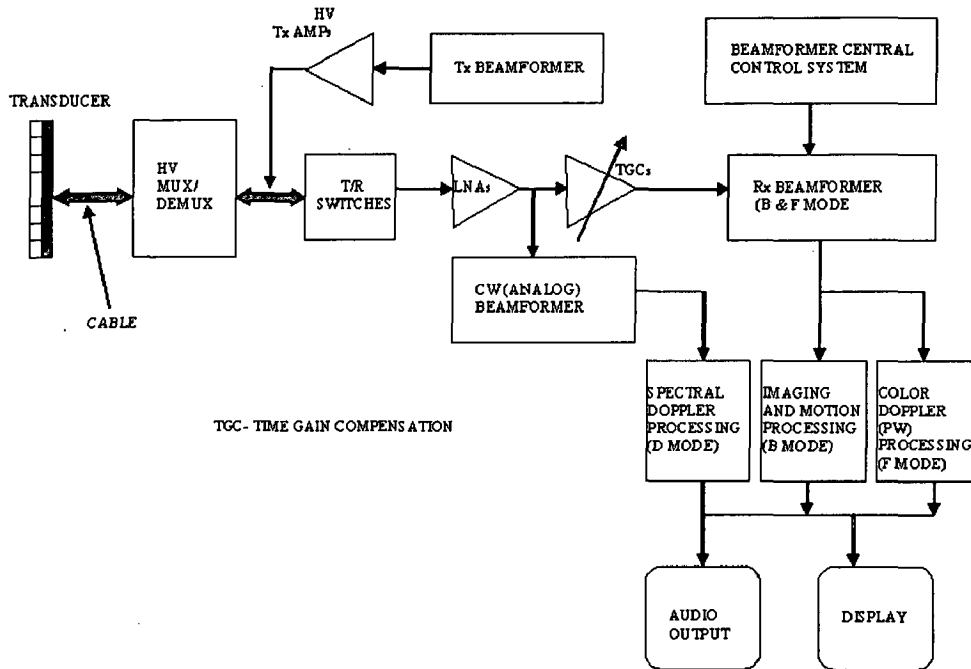 HV
Tx AMPs
Tx BEAMFORMER
BEAMFORMER CENTRAL
CONTROL SYSTEM
TRANSDUCER
HV
MUX/
DEMUX
T/R
SWITCHES
LNAs
TGCs
Rx BEAMFORMER
(B & F MODE
CW(ANALOG)
BEAMFORMER
CABLE
SPECTRAL
DOPPLER
PROCESSING
(D MODE)
IMAGING
AND MOTION
PROCESSING
(B MODE)
COLOR
DOPPLER
(PW)
PROCESSING
(F MODE)
TGC- TIME GAIN COMPENSATION
AUDIO
OUTPUT
DISPLAY